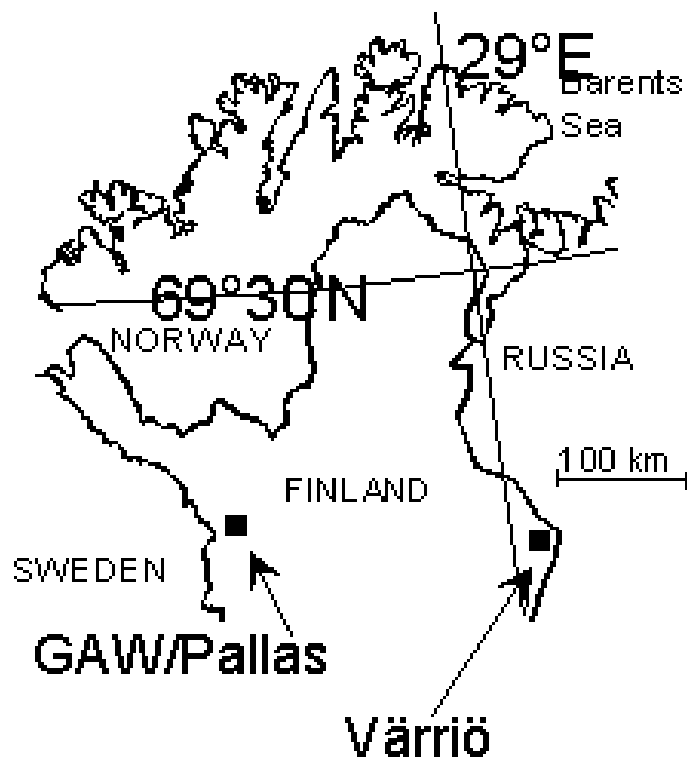 29°E
Barents
Sea
69°30'N
NORWAY
RUSSIA
100 km
FINLAND
SWEDEN
GAW/Pallas
Värriö